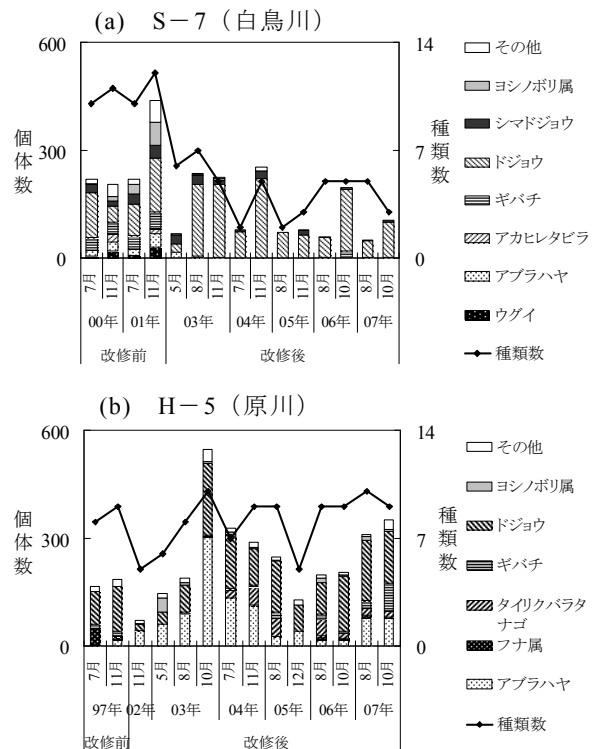 (a) S-7(白鳥川)
600
300
0
個体数
14
7
0
種類数
7月 11月 7月 11月 5月 8月 11月 7月 11月 8月 11月 8月 10月 8月 10月
00年 01年 03年 04年 05年 06年 07年
改修前 改修後
その他
ヨシノボリ属
シマドジョウ
ドジョウ
ギバチ
アカヒレタビラ
アブラハヤ
ウグイ
種類数
(b) H-5(原川)
600
300
0
個体数
14
7
0
種類数
7月 11月 11月 5月 8月 10月 7月 11月 8月 12月 8月 10月 8月 10月
97年 02年 03年 04年 05年 06年 07年
改修前 改修後
その他
ヨシノボリ属
ドジョウ
ギバチ
タイリクバラタ
ナゴ
フナ属
アブラハヤ
種類数